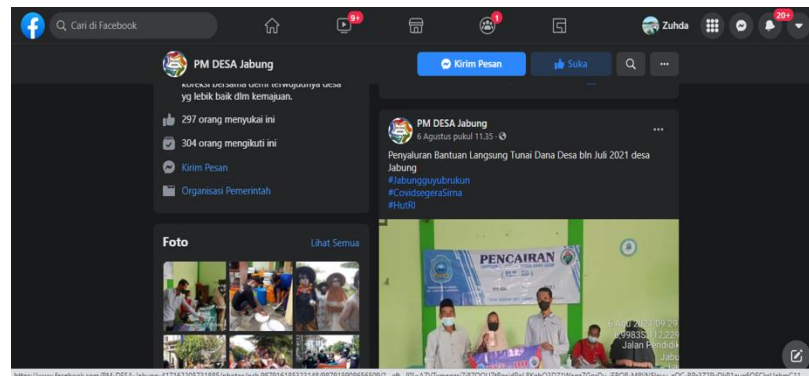 Cari di Facebook
9+
1
Zuhda
20+
PM DESA Jabung
Kirim Pesan
Suka
koreksi bersama demi terwujudnya desa
yg lebik baik dlm kemajuan.
297 orang menyukai ini
304 orang mengikuti ini
Kirim Pesan
Organisasi Pemerintah
Foto
Lihat Semua
PM DESA Jabung
6 Agustus pukul 11.35
Penyaluran Bantuan Langsung Tunai Dana Desa bln Juli 2021 desa
Jabung
#Jabungguyubrukun
#CovidsegeraSirna
#HutRI
PENCAIRAN
Jalan Pendidik
Jabu